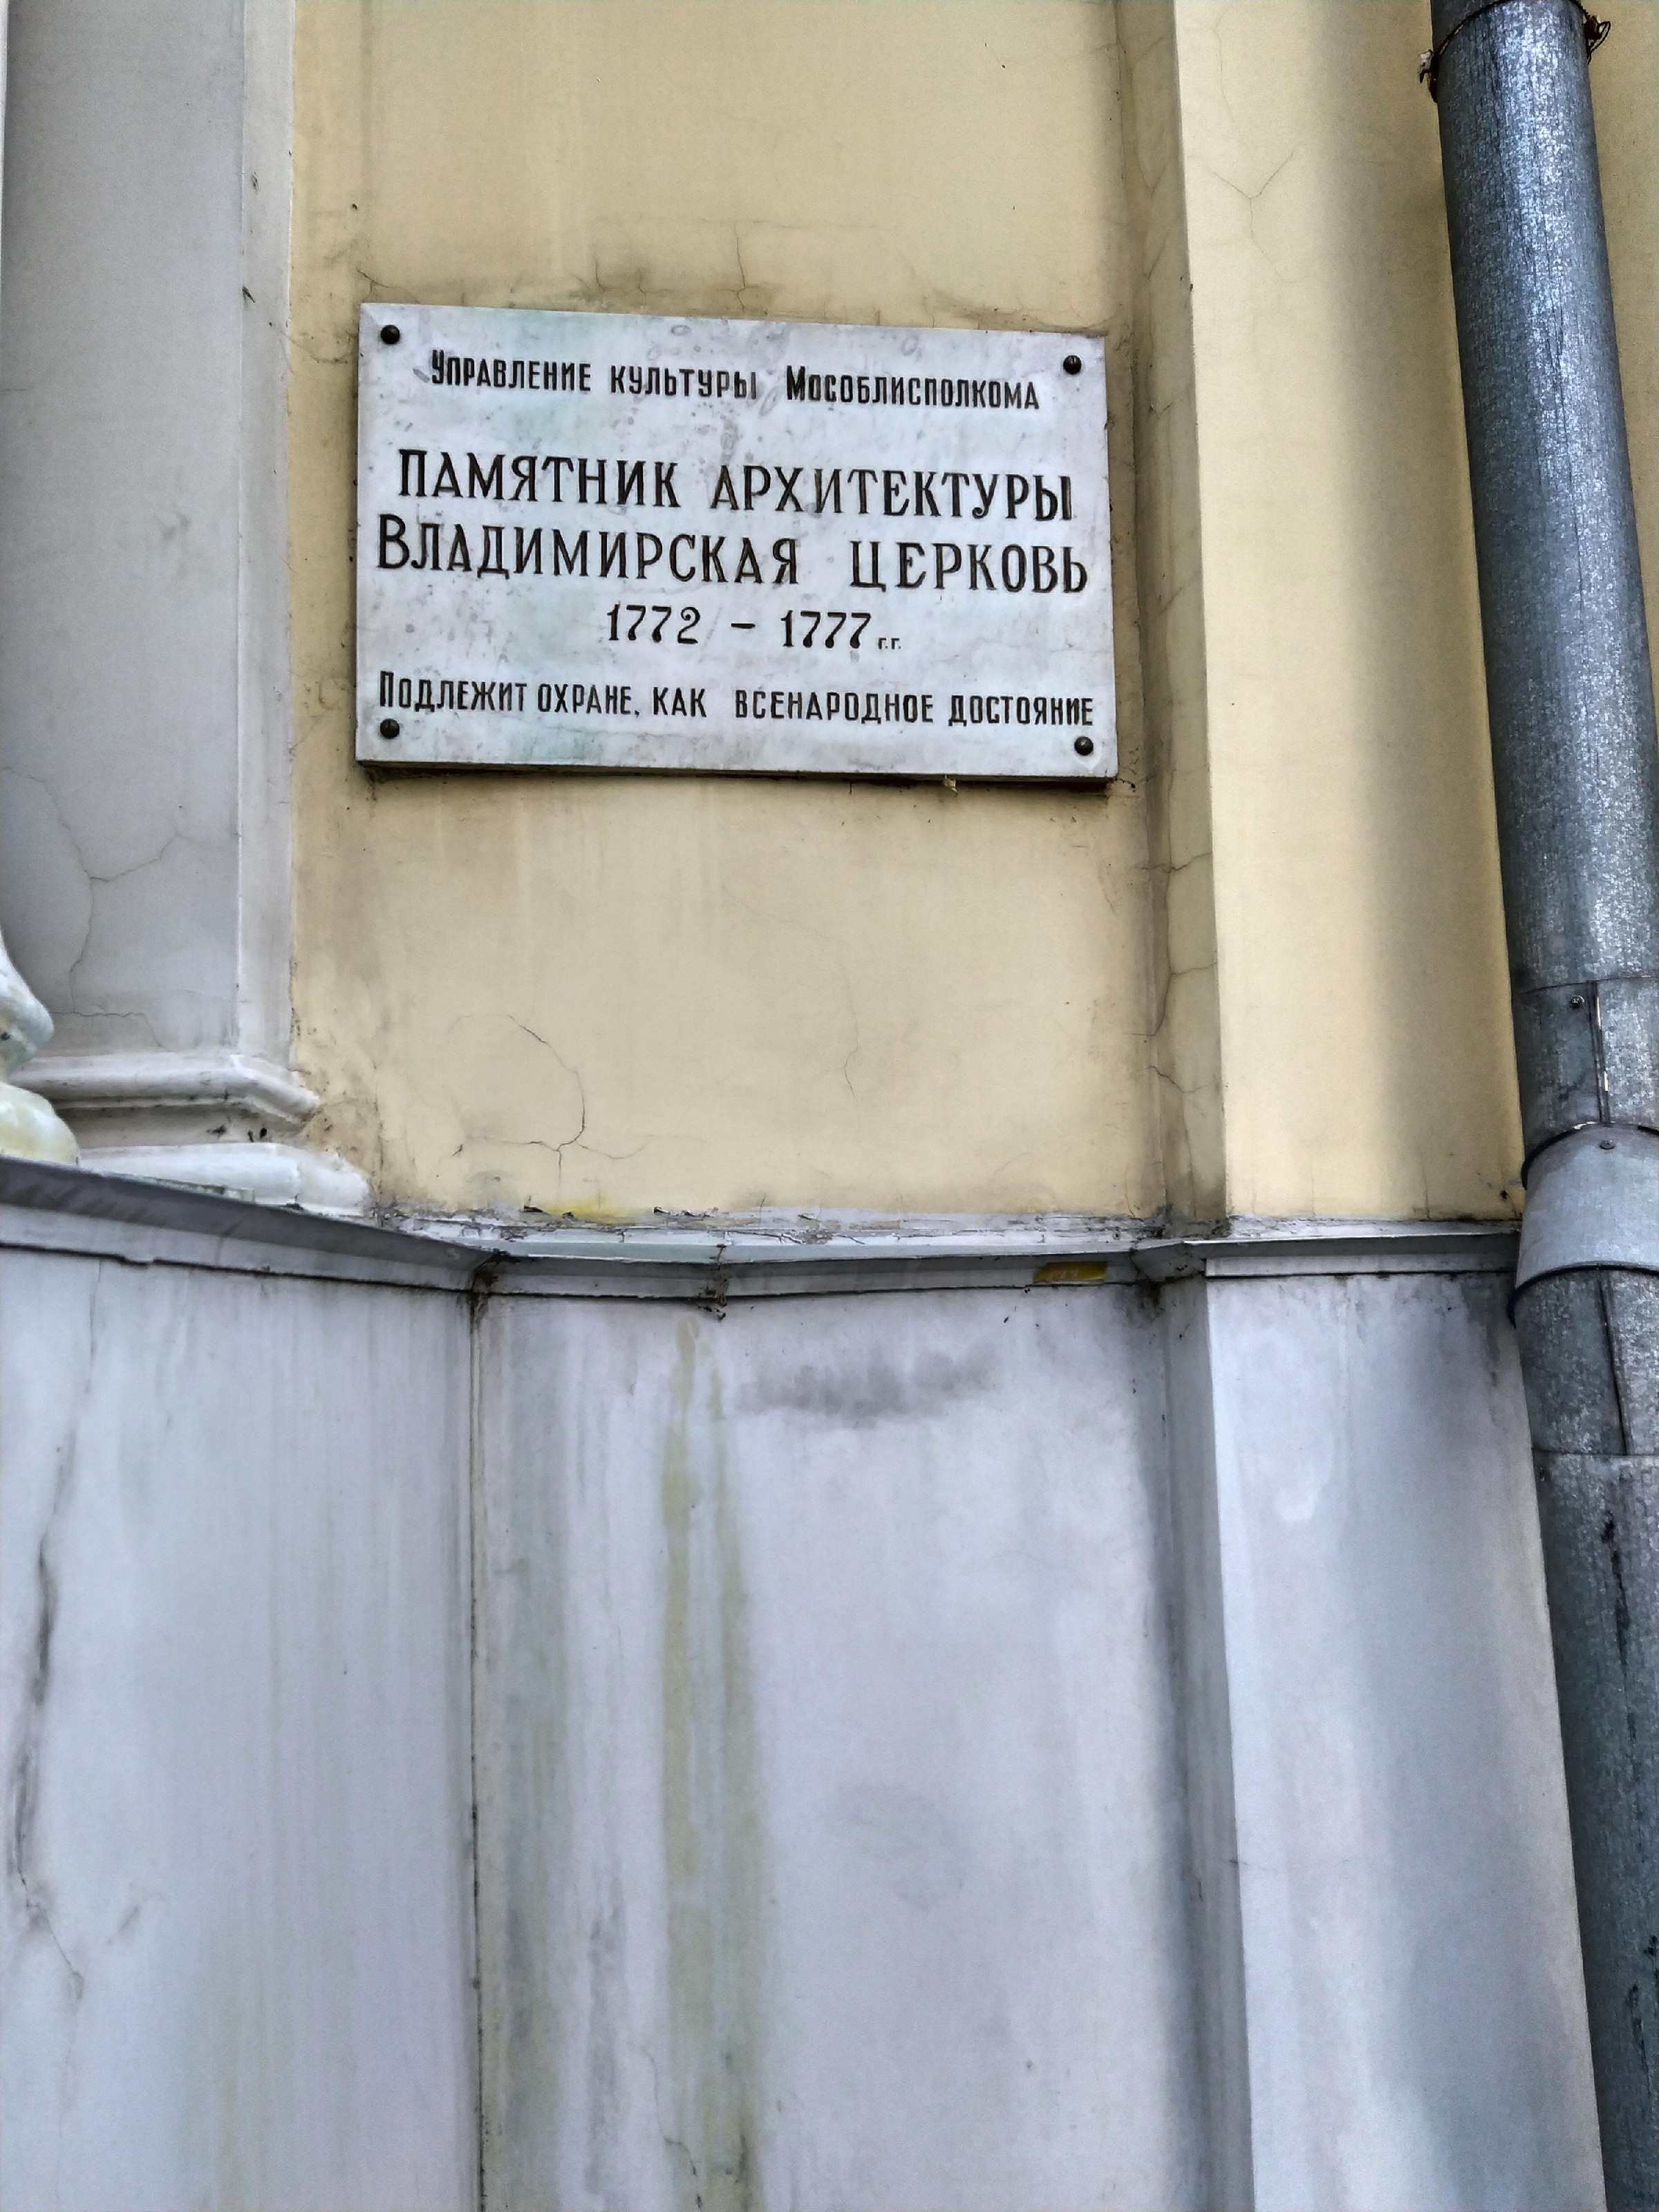 Управление культуры Мособлисполкома
Памятник архитектуры
Владимирская церковь
1772 – 1777 г.г.
Подлежит охране, как всенародное достояние